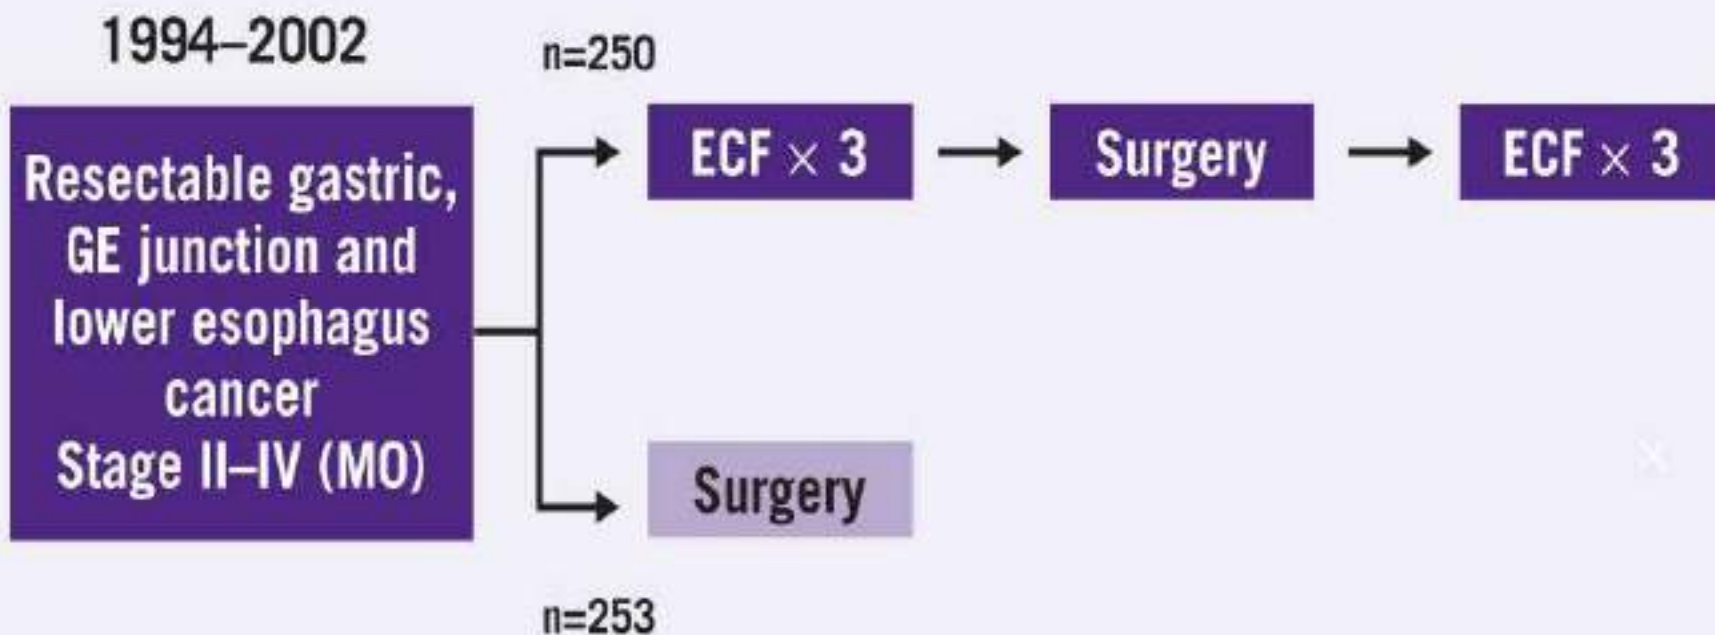 1994–2002
n=250
Resectable gastric,
GE junction and
lower esophagus
cancer
Stage II–IV (MO)
ECF × 3
Surgery
ECF × 3
Surgery
n=253